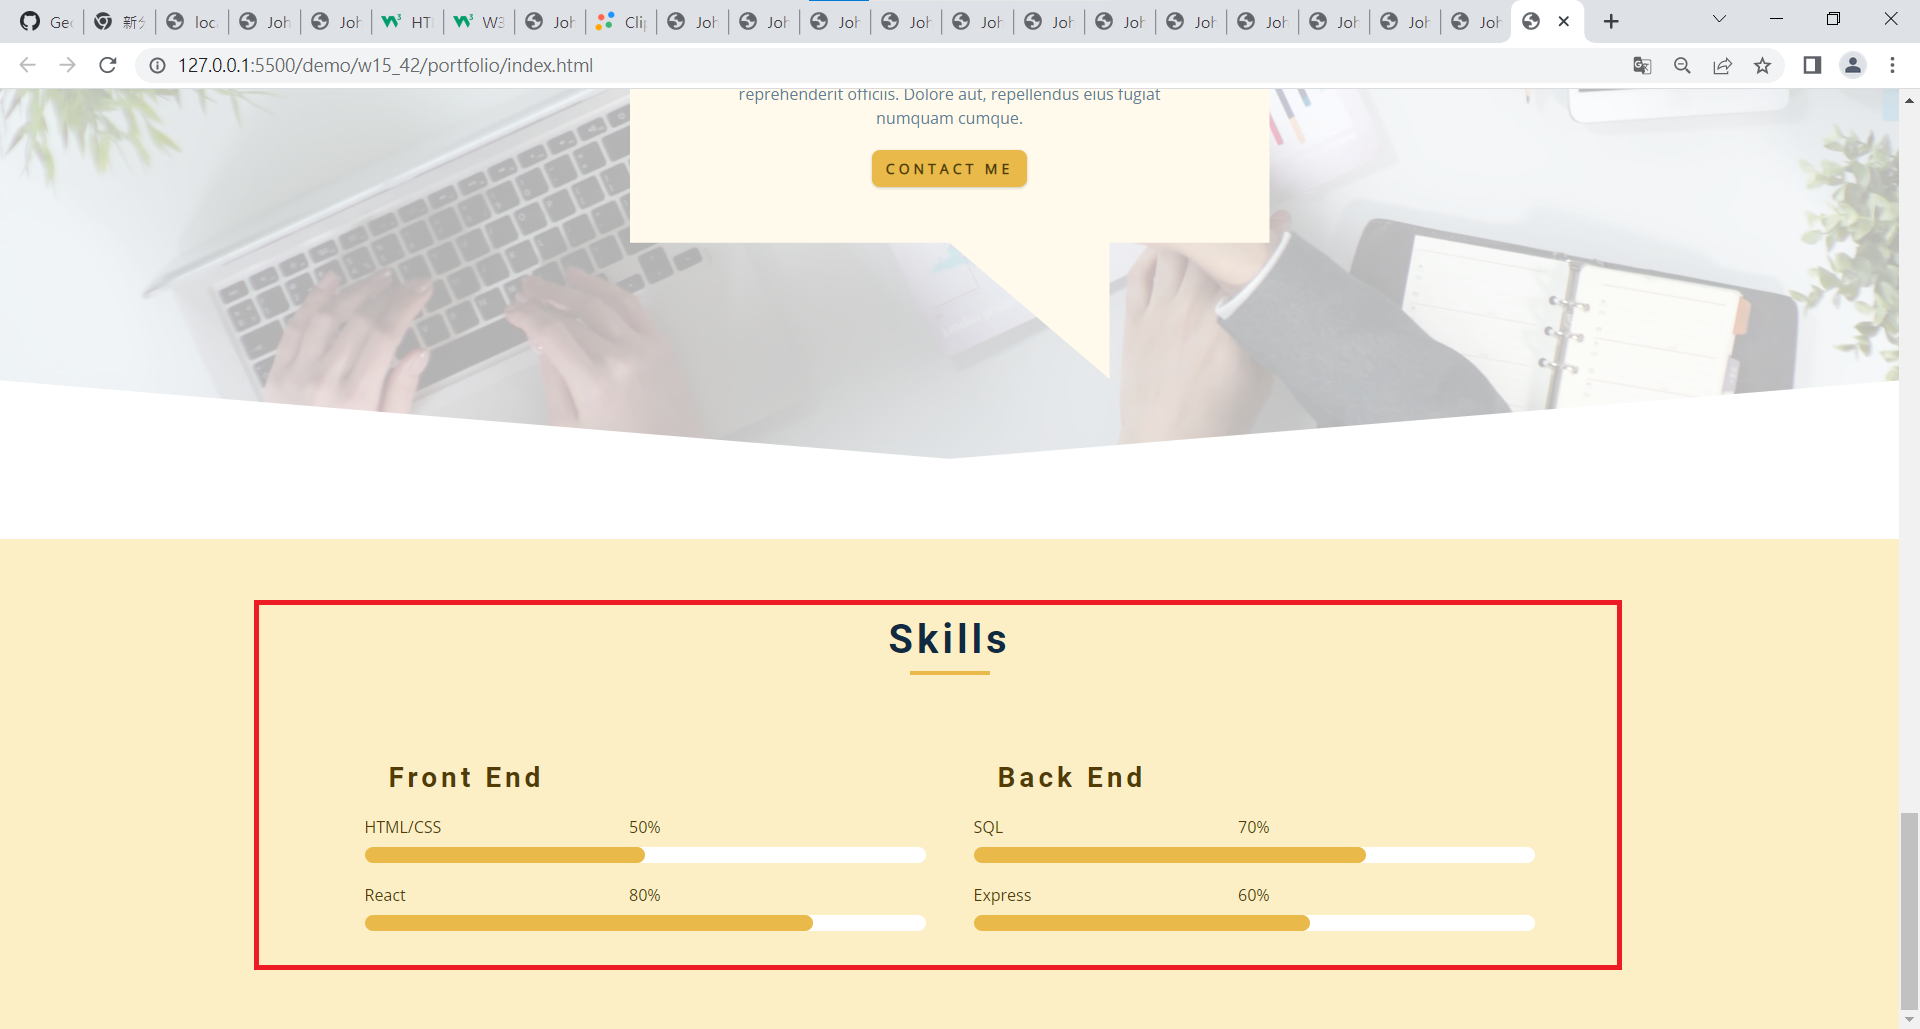 Ge
新分
loc
Joh
Joh
HT
W3
Joh
Cli
Joh
Joh
Joh
Joh
Joh
Joh
Joh
Joh
Joh
Joh
Joh
Joh
127.0.0.1:5500/demo/w15_42/portfolio/index.html
reprehenderit officiis. Dolore aut, repellendus eius fugiat
numquam cumque.
CONTACT ME
Skills
Front End
Back End
HTML/CSS 50%
SQL 70%
React 80%
Express 60%